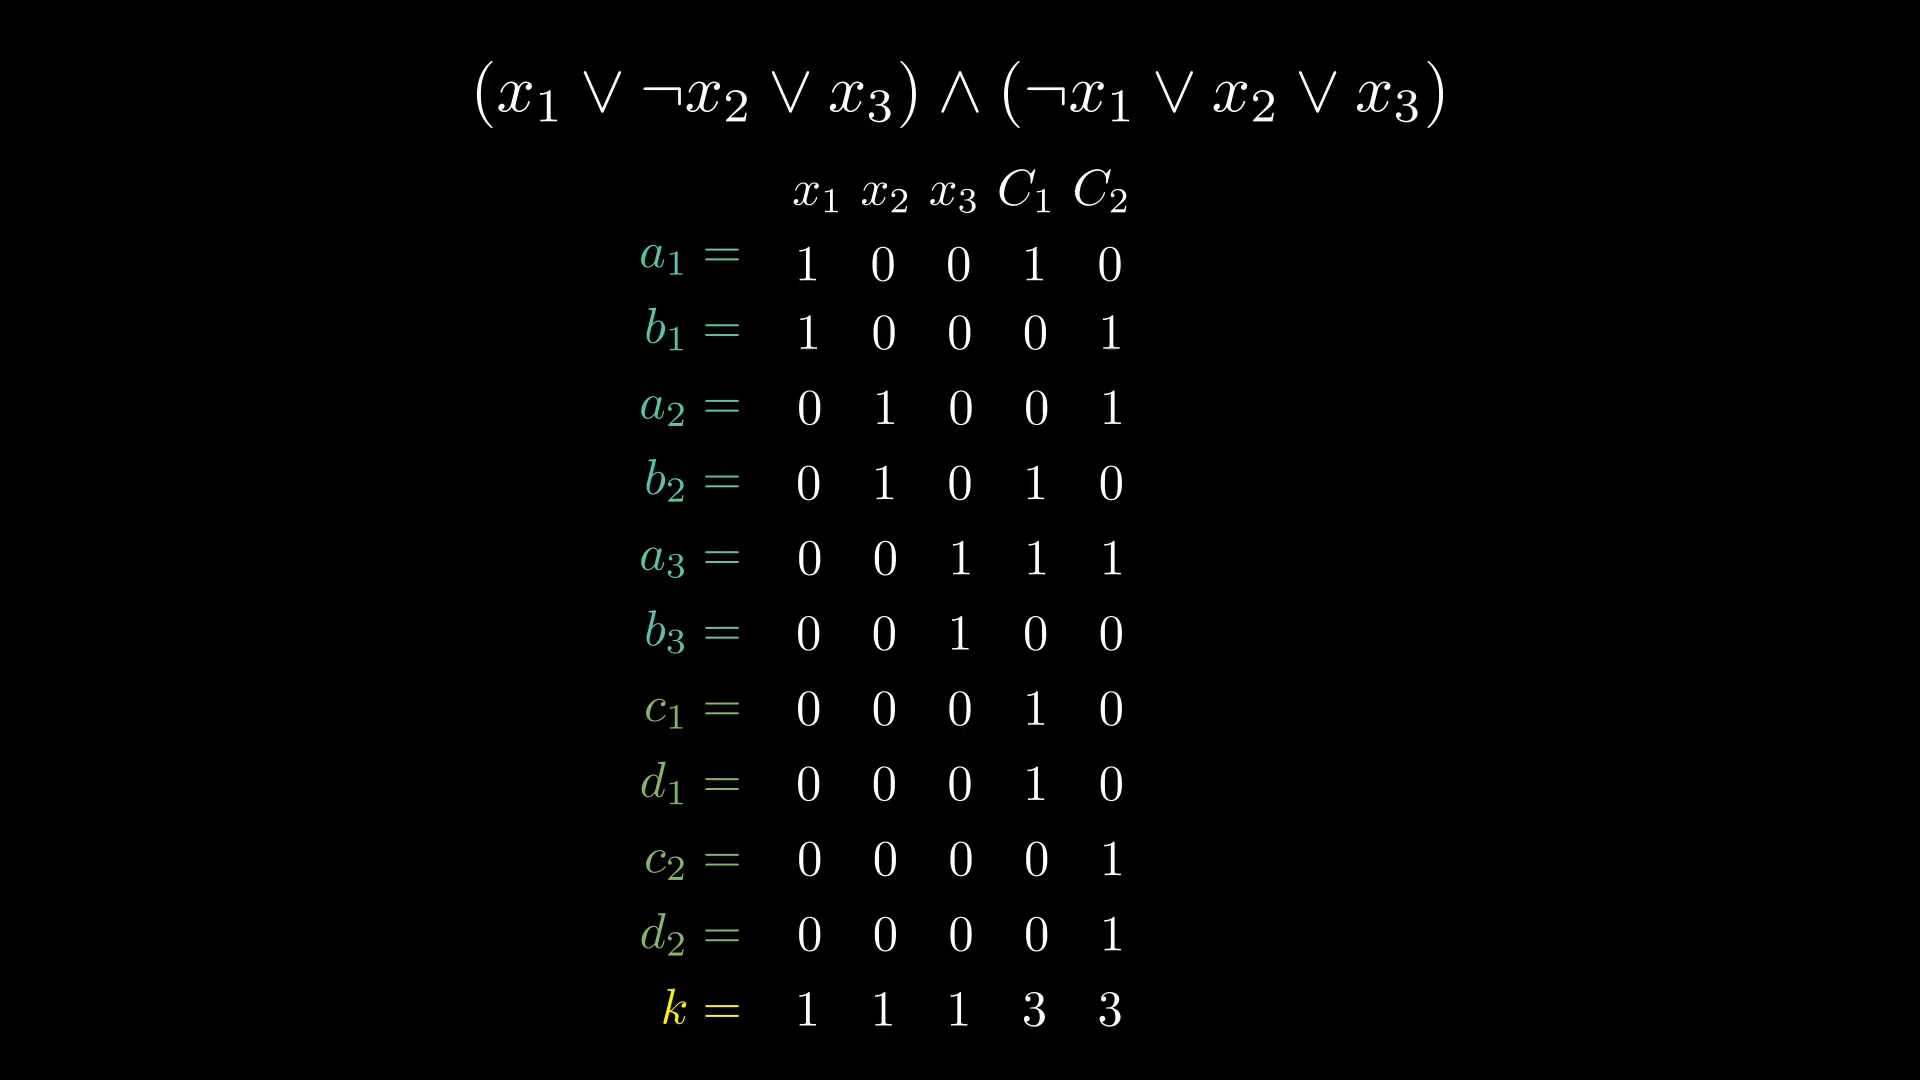 (x₁ ∨ ¬x₂ ∨ x₃) ∧ (¬x₁ ∨ x₂ ∨ x₃)
x₁ x₂ x₃ C₁ C₂
a₁ = 1 0 0 1 0
b₁ = 1 0 0 0 1
a₂ = 0 1 0 0 1
b₂ = 0 1 0 1 0
a₃ = 0 0 1 1 1
b₃ = 0 0 1 0 0
c₁ = 0 0 0 1 0
d₁ = 0 0 0 1 0
c₂ = 0 0 0 0 1
d₂ = 0 0 0 0 1
k = 1 1 1 3 3